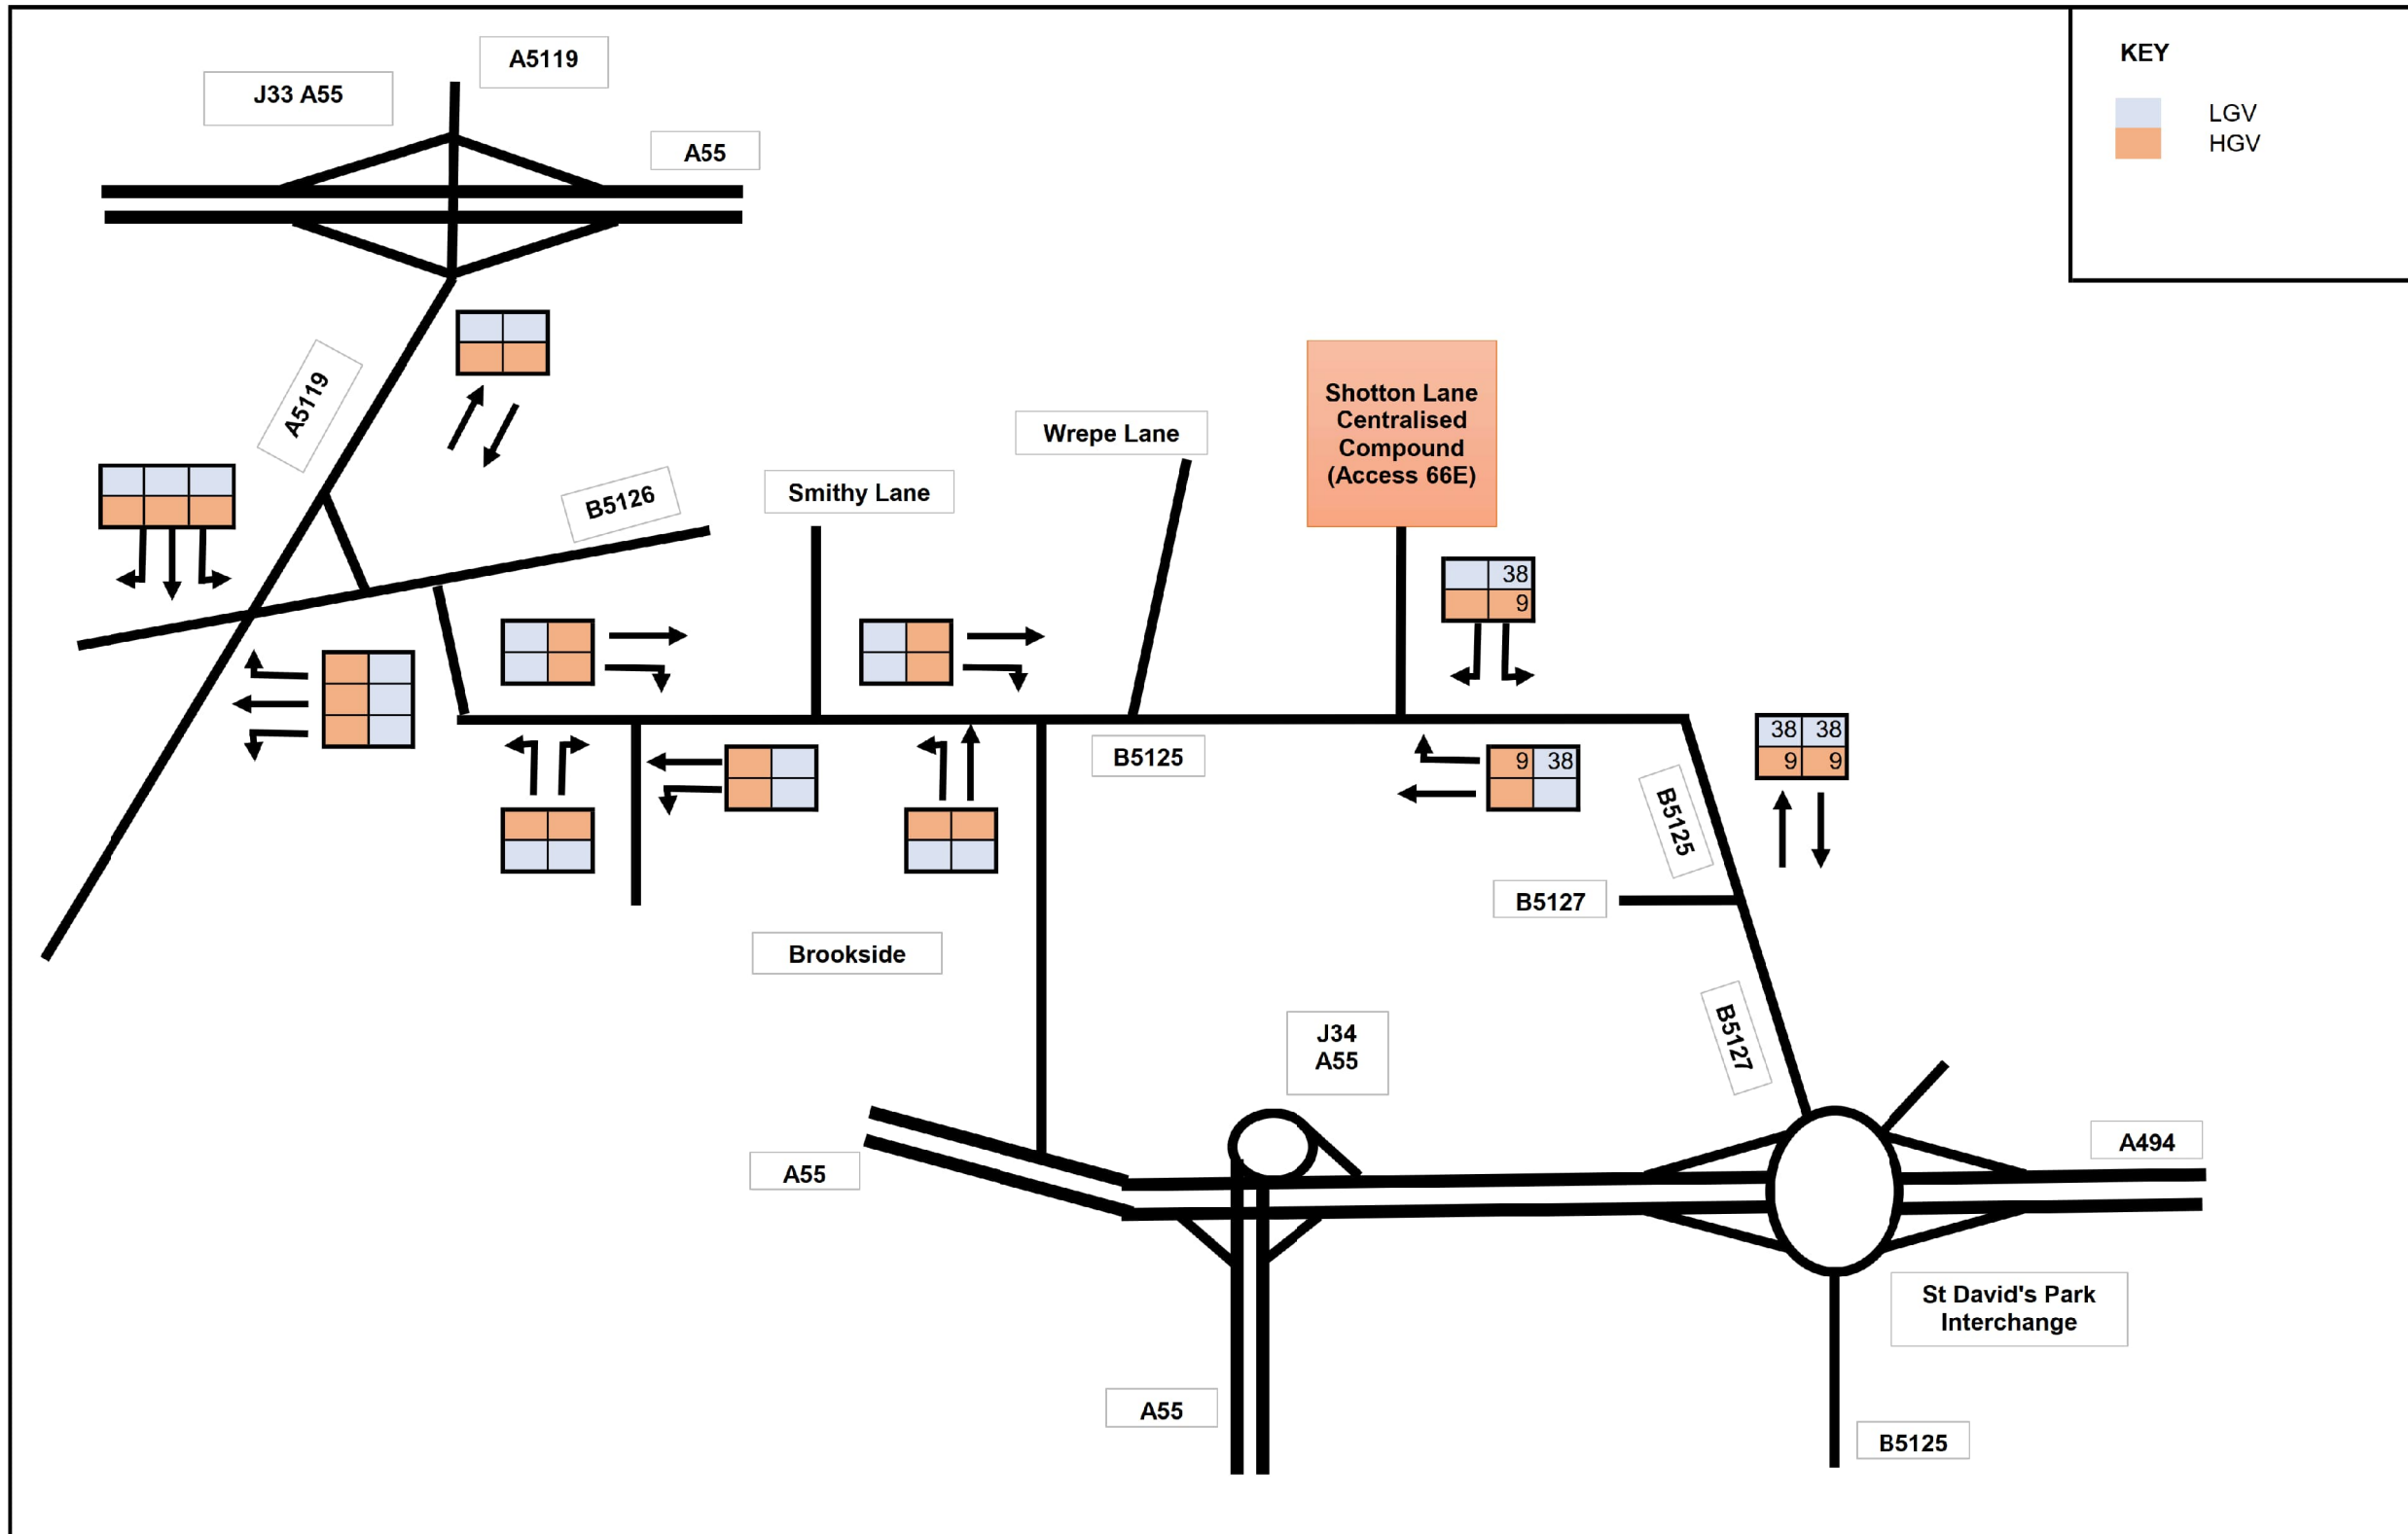 A5119
J33 A55
A55
KEY
LGV
HGV
A5119
B5126
Smithy Lane
Wrepe Lane
Shotton Lane
Centralised
Compound
(Access 66E)
38
9
38 38
9 9
9 38
B5125
B5125
B5127
Brookside
B5127
J34
A55
A55
A494
St David's Park
Interchange
A55
B5125